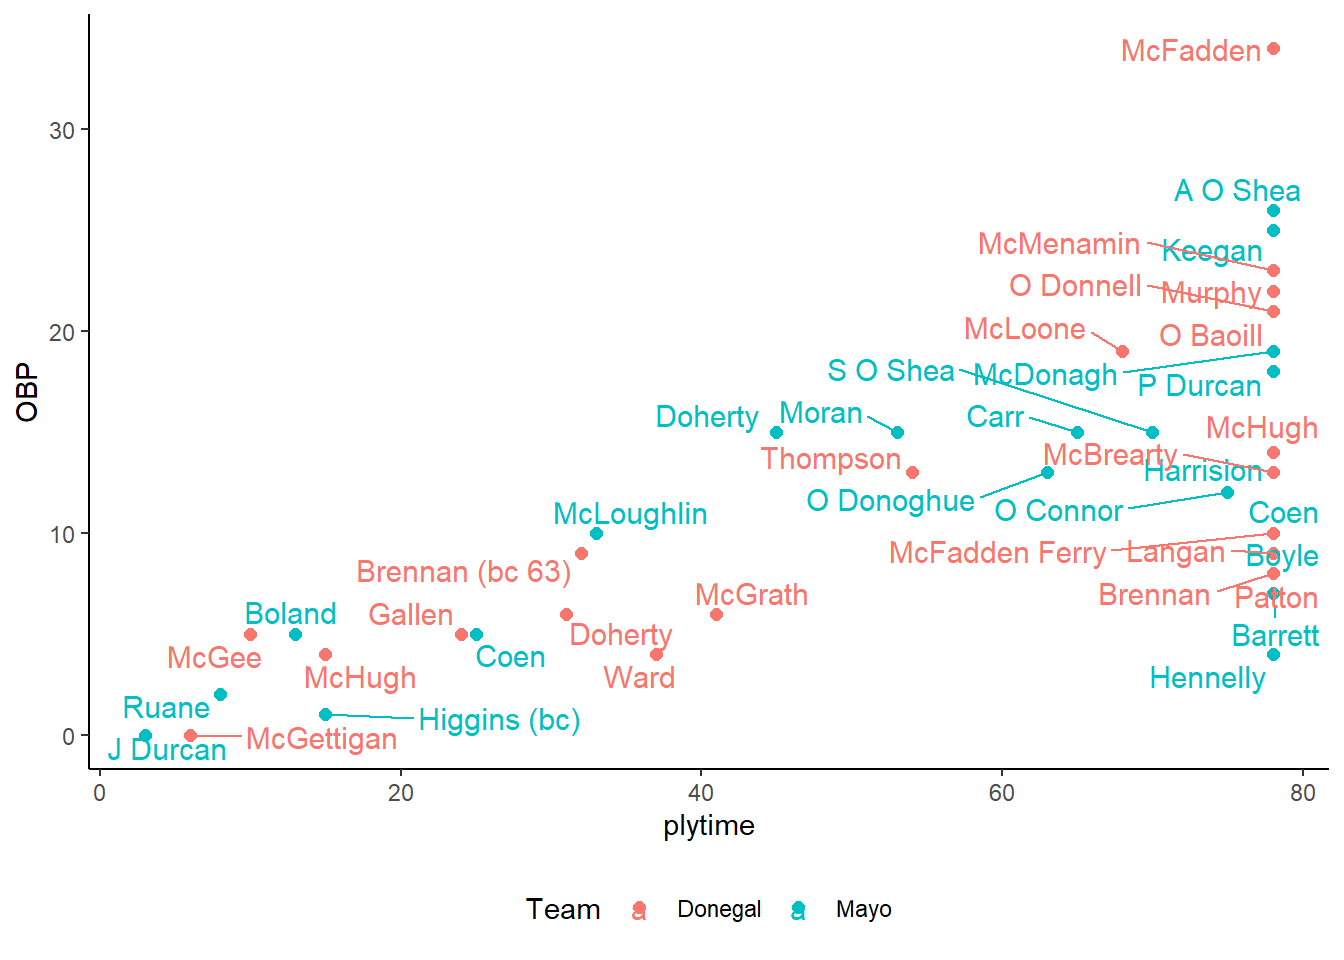 McFadden
30
A O Shea
McMenamin
Keegan
O Donnell
Murphy
McLoone
O Baoill
20
S O Shea
McDonagh
P Durcan
OBP
Doherty
Moran
Carr
McHugh
Thompson
McBrearty
Harrision
O Donoghue
O Connor
McLoughlin
Coen
10
McFadden Ferry
Langan
Boyle
Brennan (bc 63)
Brennan
Patton
McGrath
Boland
Gallen
Doherty
Barrett
McGee
Coen
McHugh
Ward
Hennelly
Ruane
Higgins (bc)
0
J Durcan
McGettigan
0 20 40 60 80
plytime
Team a Donegal a Mayo